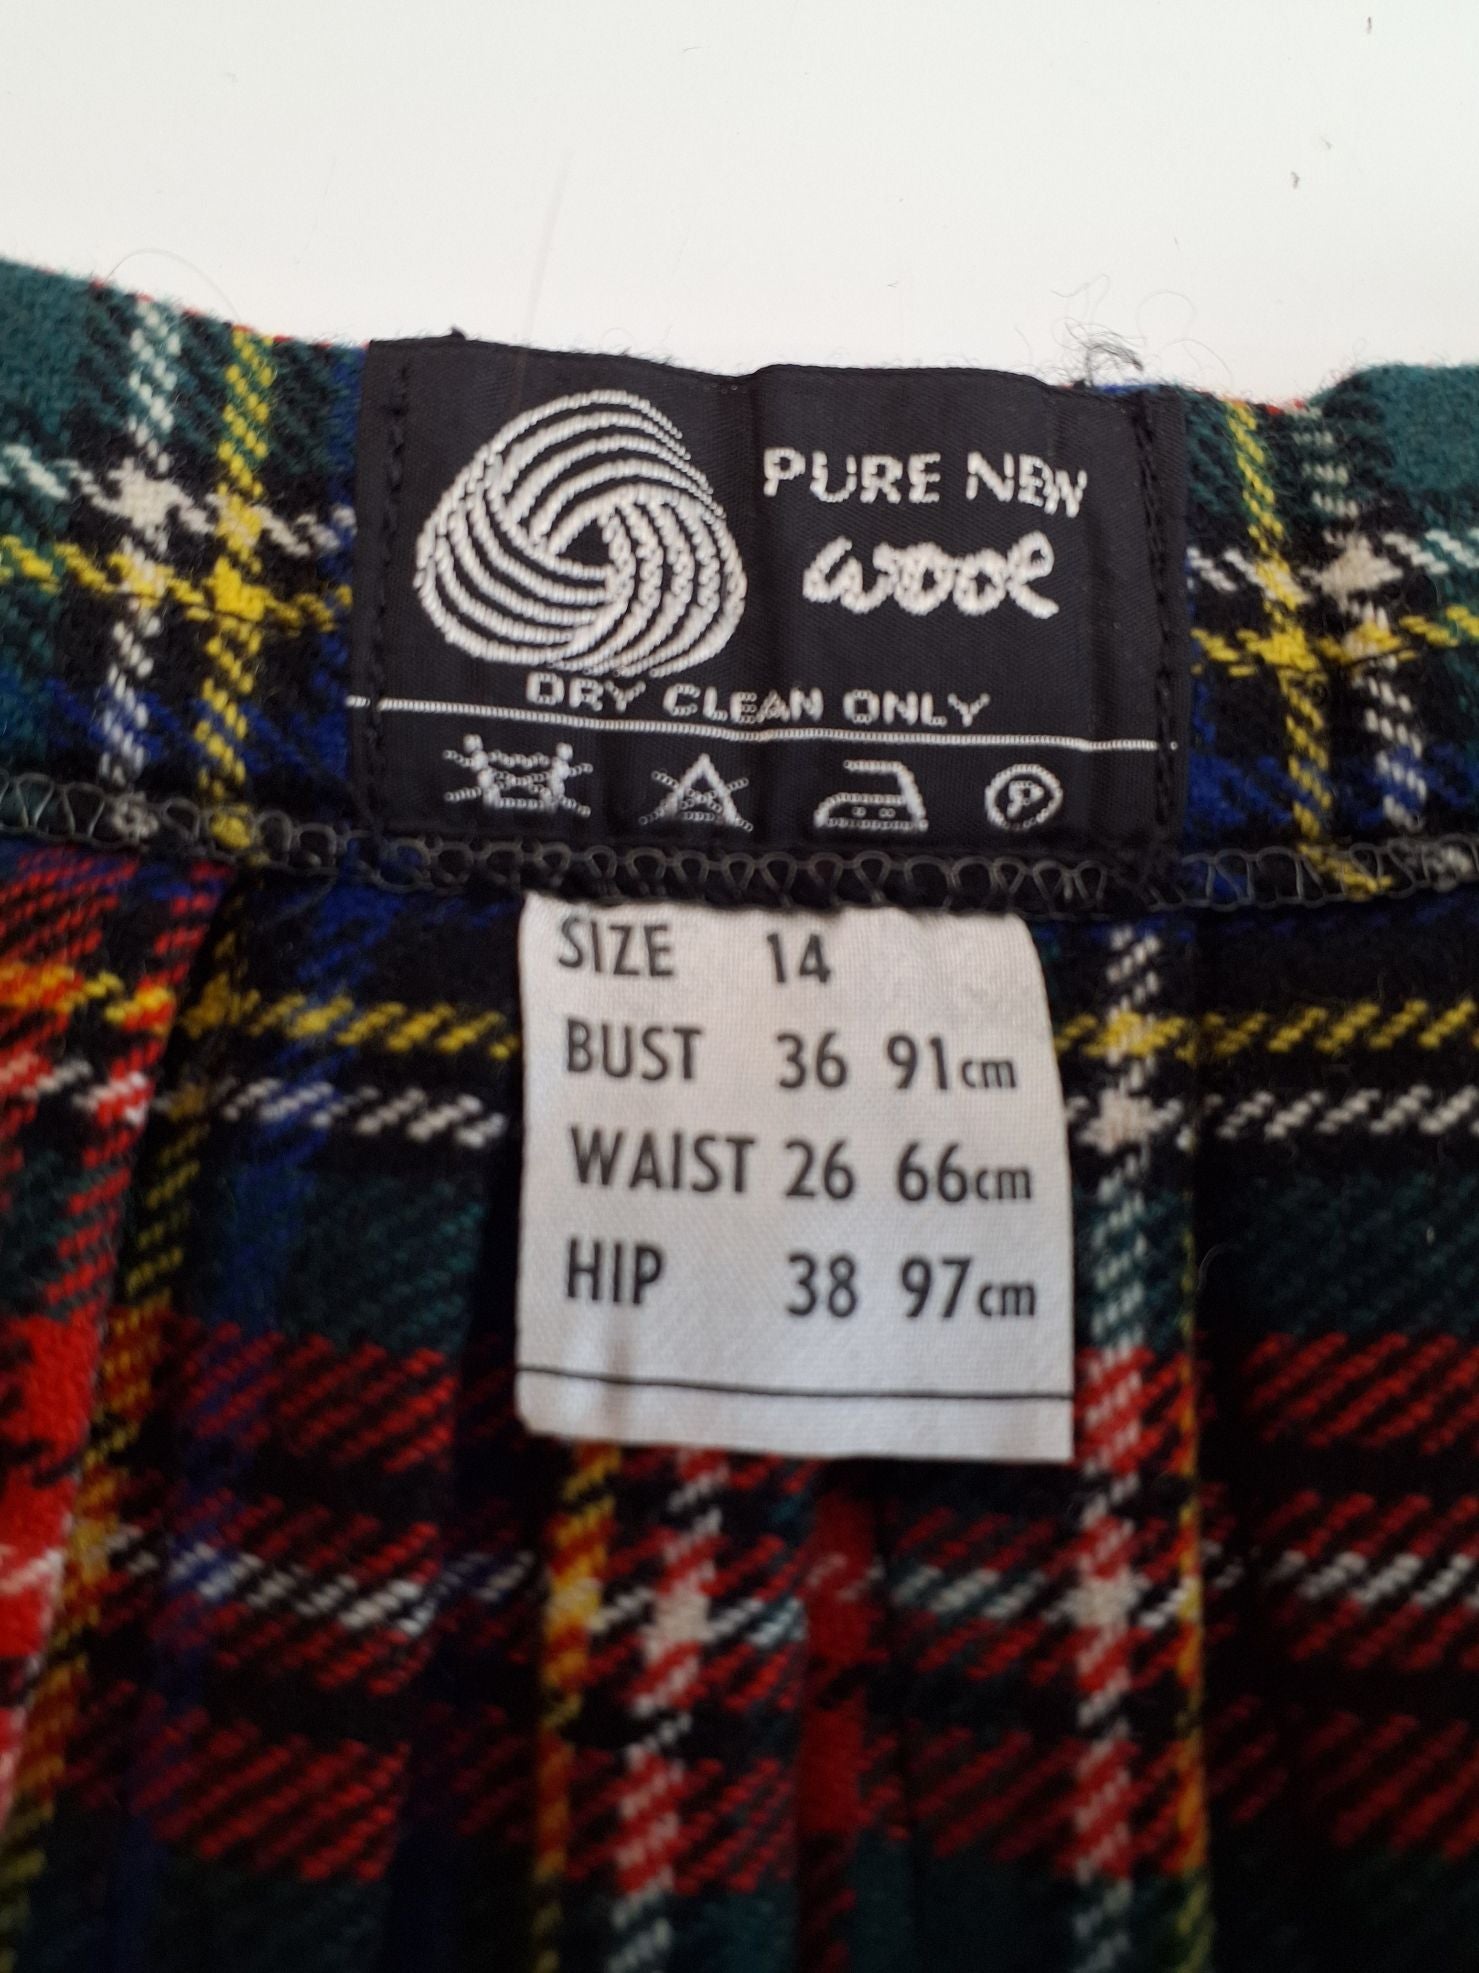 PURE NEW
wool
DRY CLEAN ONLY
P
SIZE 14
BUST 36 91cm
WAIST 26 66cm
HIP 38 97cm